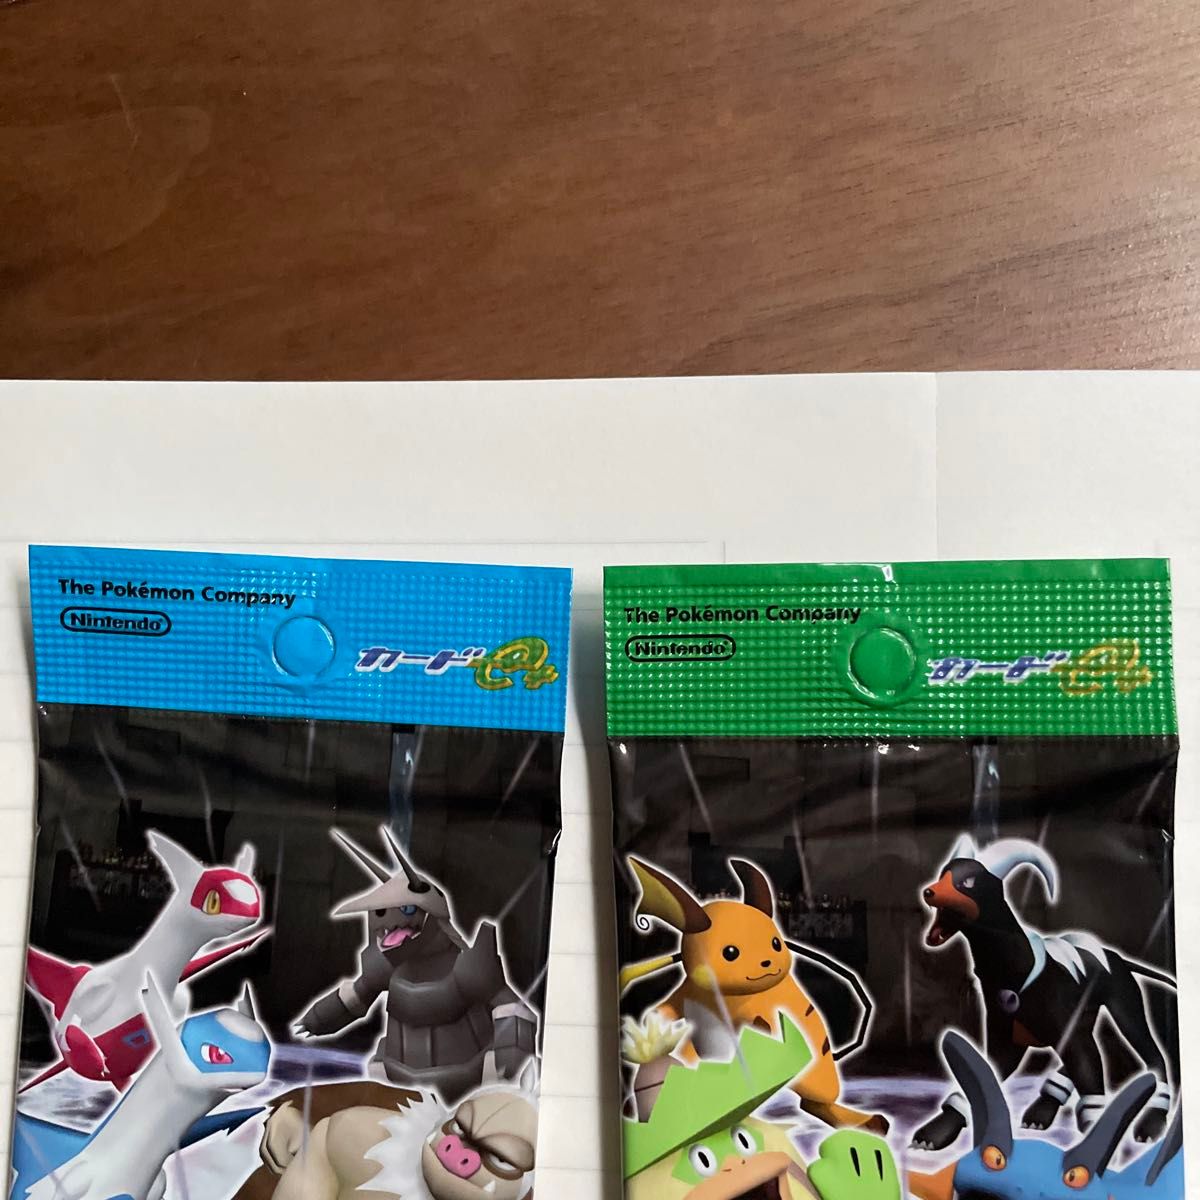 The Pokémon Company
Nintendo®
カードe+
The Pokémon Company
Nintendo®
カードe+